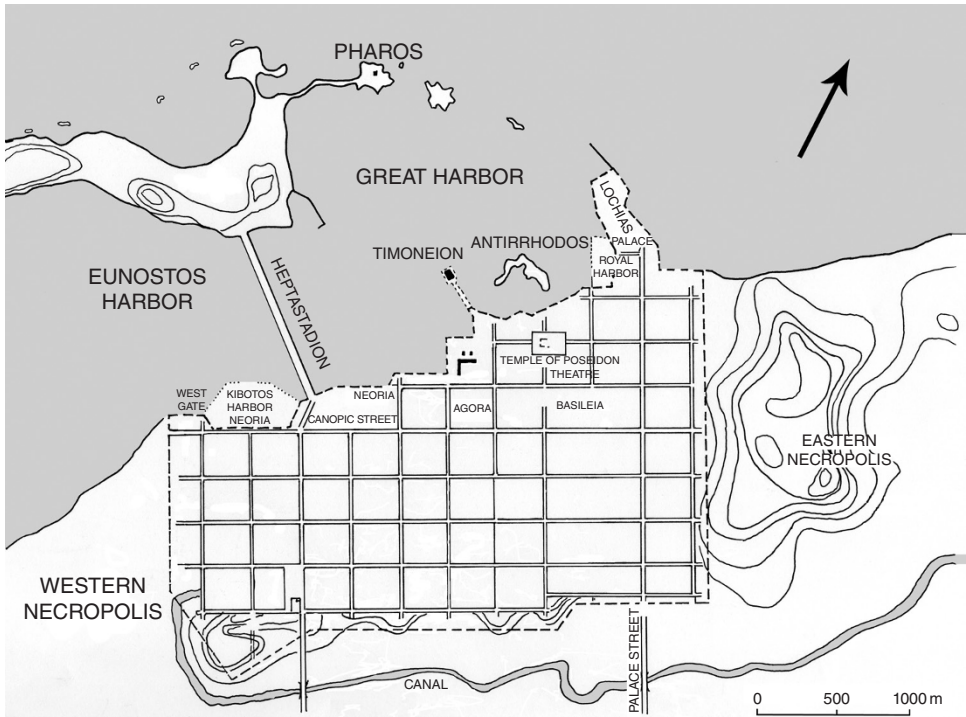 PHAROS
GREAT HARBOR
LOCHIAS
ANTIRRHODOS
PALACE
TIMONEION
ROYAL
HARBOR
EUNOSTOS
HARBOR
HEPTASTADION
TEMPLE OF POSEIDON
THEATRE
WEST
GATE
KIBOTOS
HARBOR
NEORIA
NEORIA
CANOPIC STREET
AGORA
BASILEIA
EASTERN
NECROPOLIS
WESTERN
NECROPOLIS
PALACE STREET
CANAL
0 500 1000 m